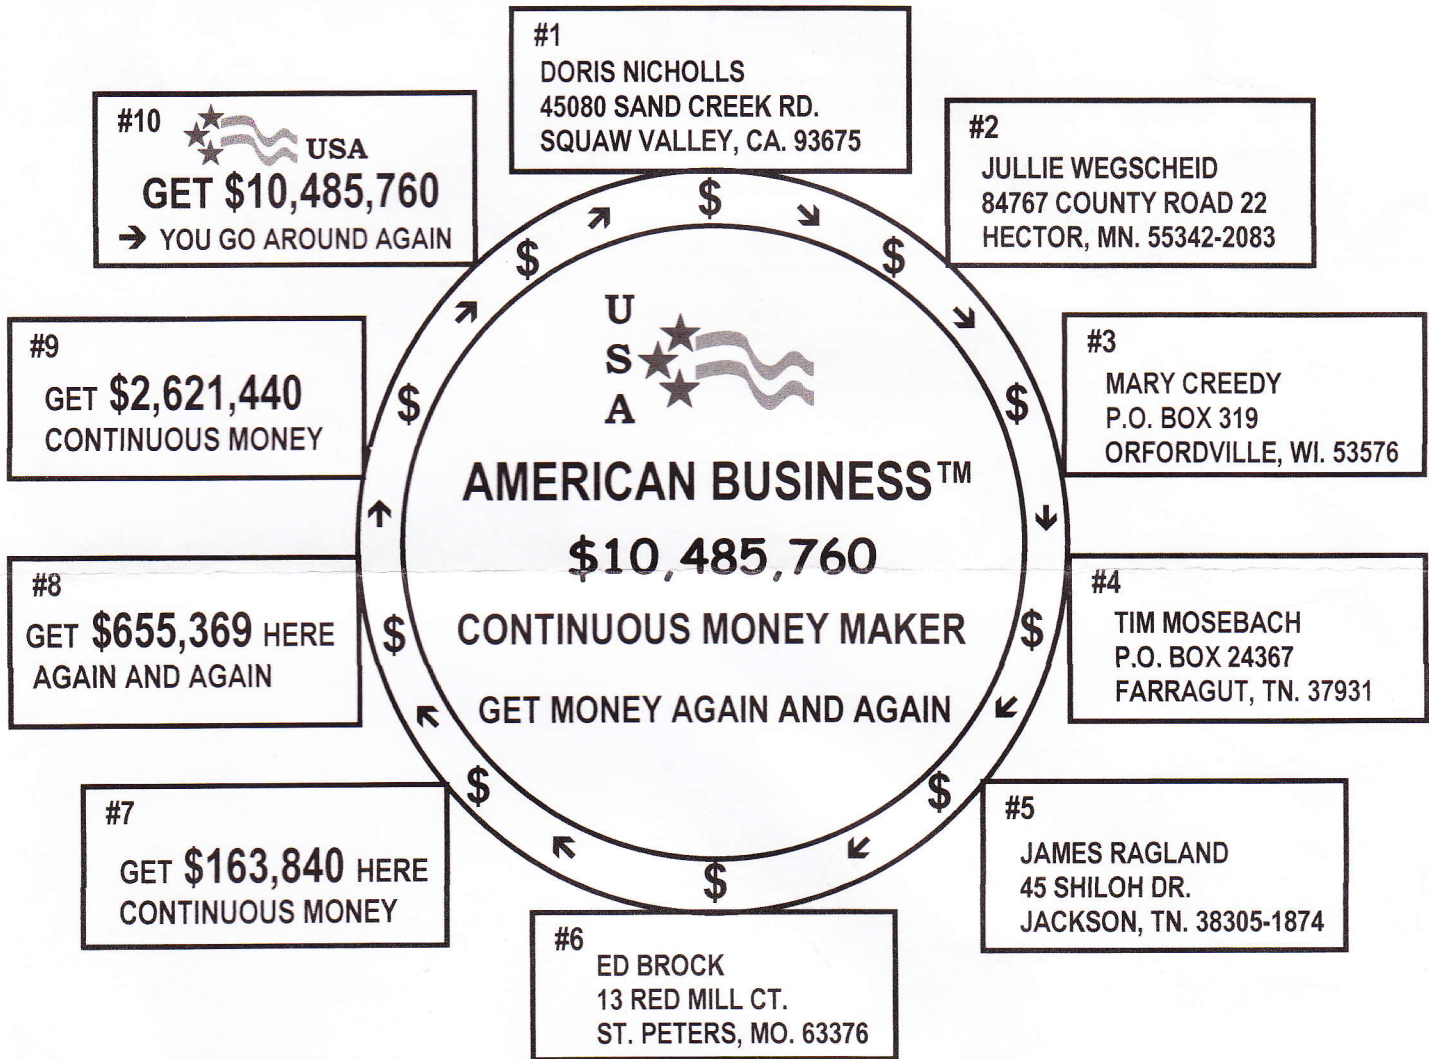 #1
DORIS NICHOLLS
45080 SAND CREEK RD.
SQUAW VALLEY, CA. 93675
#2
JULLIE WEGSCHEID
84767 COUNTY ROAD 22
HECTOR, MN. 55342-2083
#3
MARY CREEDY
P.O. BOX 319
ORFORDVILLE, WI. 53576
#4
TIM MOSEBACH
P.O. BOX 24367
FARRAGUT, TN. 37931
#5
JAMES RAGLAND
45 SHILOH DR.
JACKSON, TN. 38305-1874
#6
ED BROCK
13 RED MILL CT.
ST. PETERS, MO. 63376
#7
GET $163,840 HERE
CONTINUOUS MONEY
#8
GET $655,369 HERE
AGAIN AND AGAIN
#9
GET $2,621,440
CONTINUOUS MONEY
#10 USA
GET $10,485,760
→ YOU GO AROUND AGAIN
$
$
$
$
$
$
$
$
$
$
U
S
A
AMERICAN BUSINESS™
$10,485,760
CONTINUOUS MONEY MAKER
GET MONEY AGAIN AND AGAIN